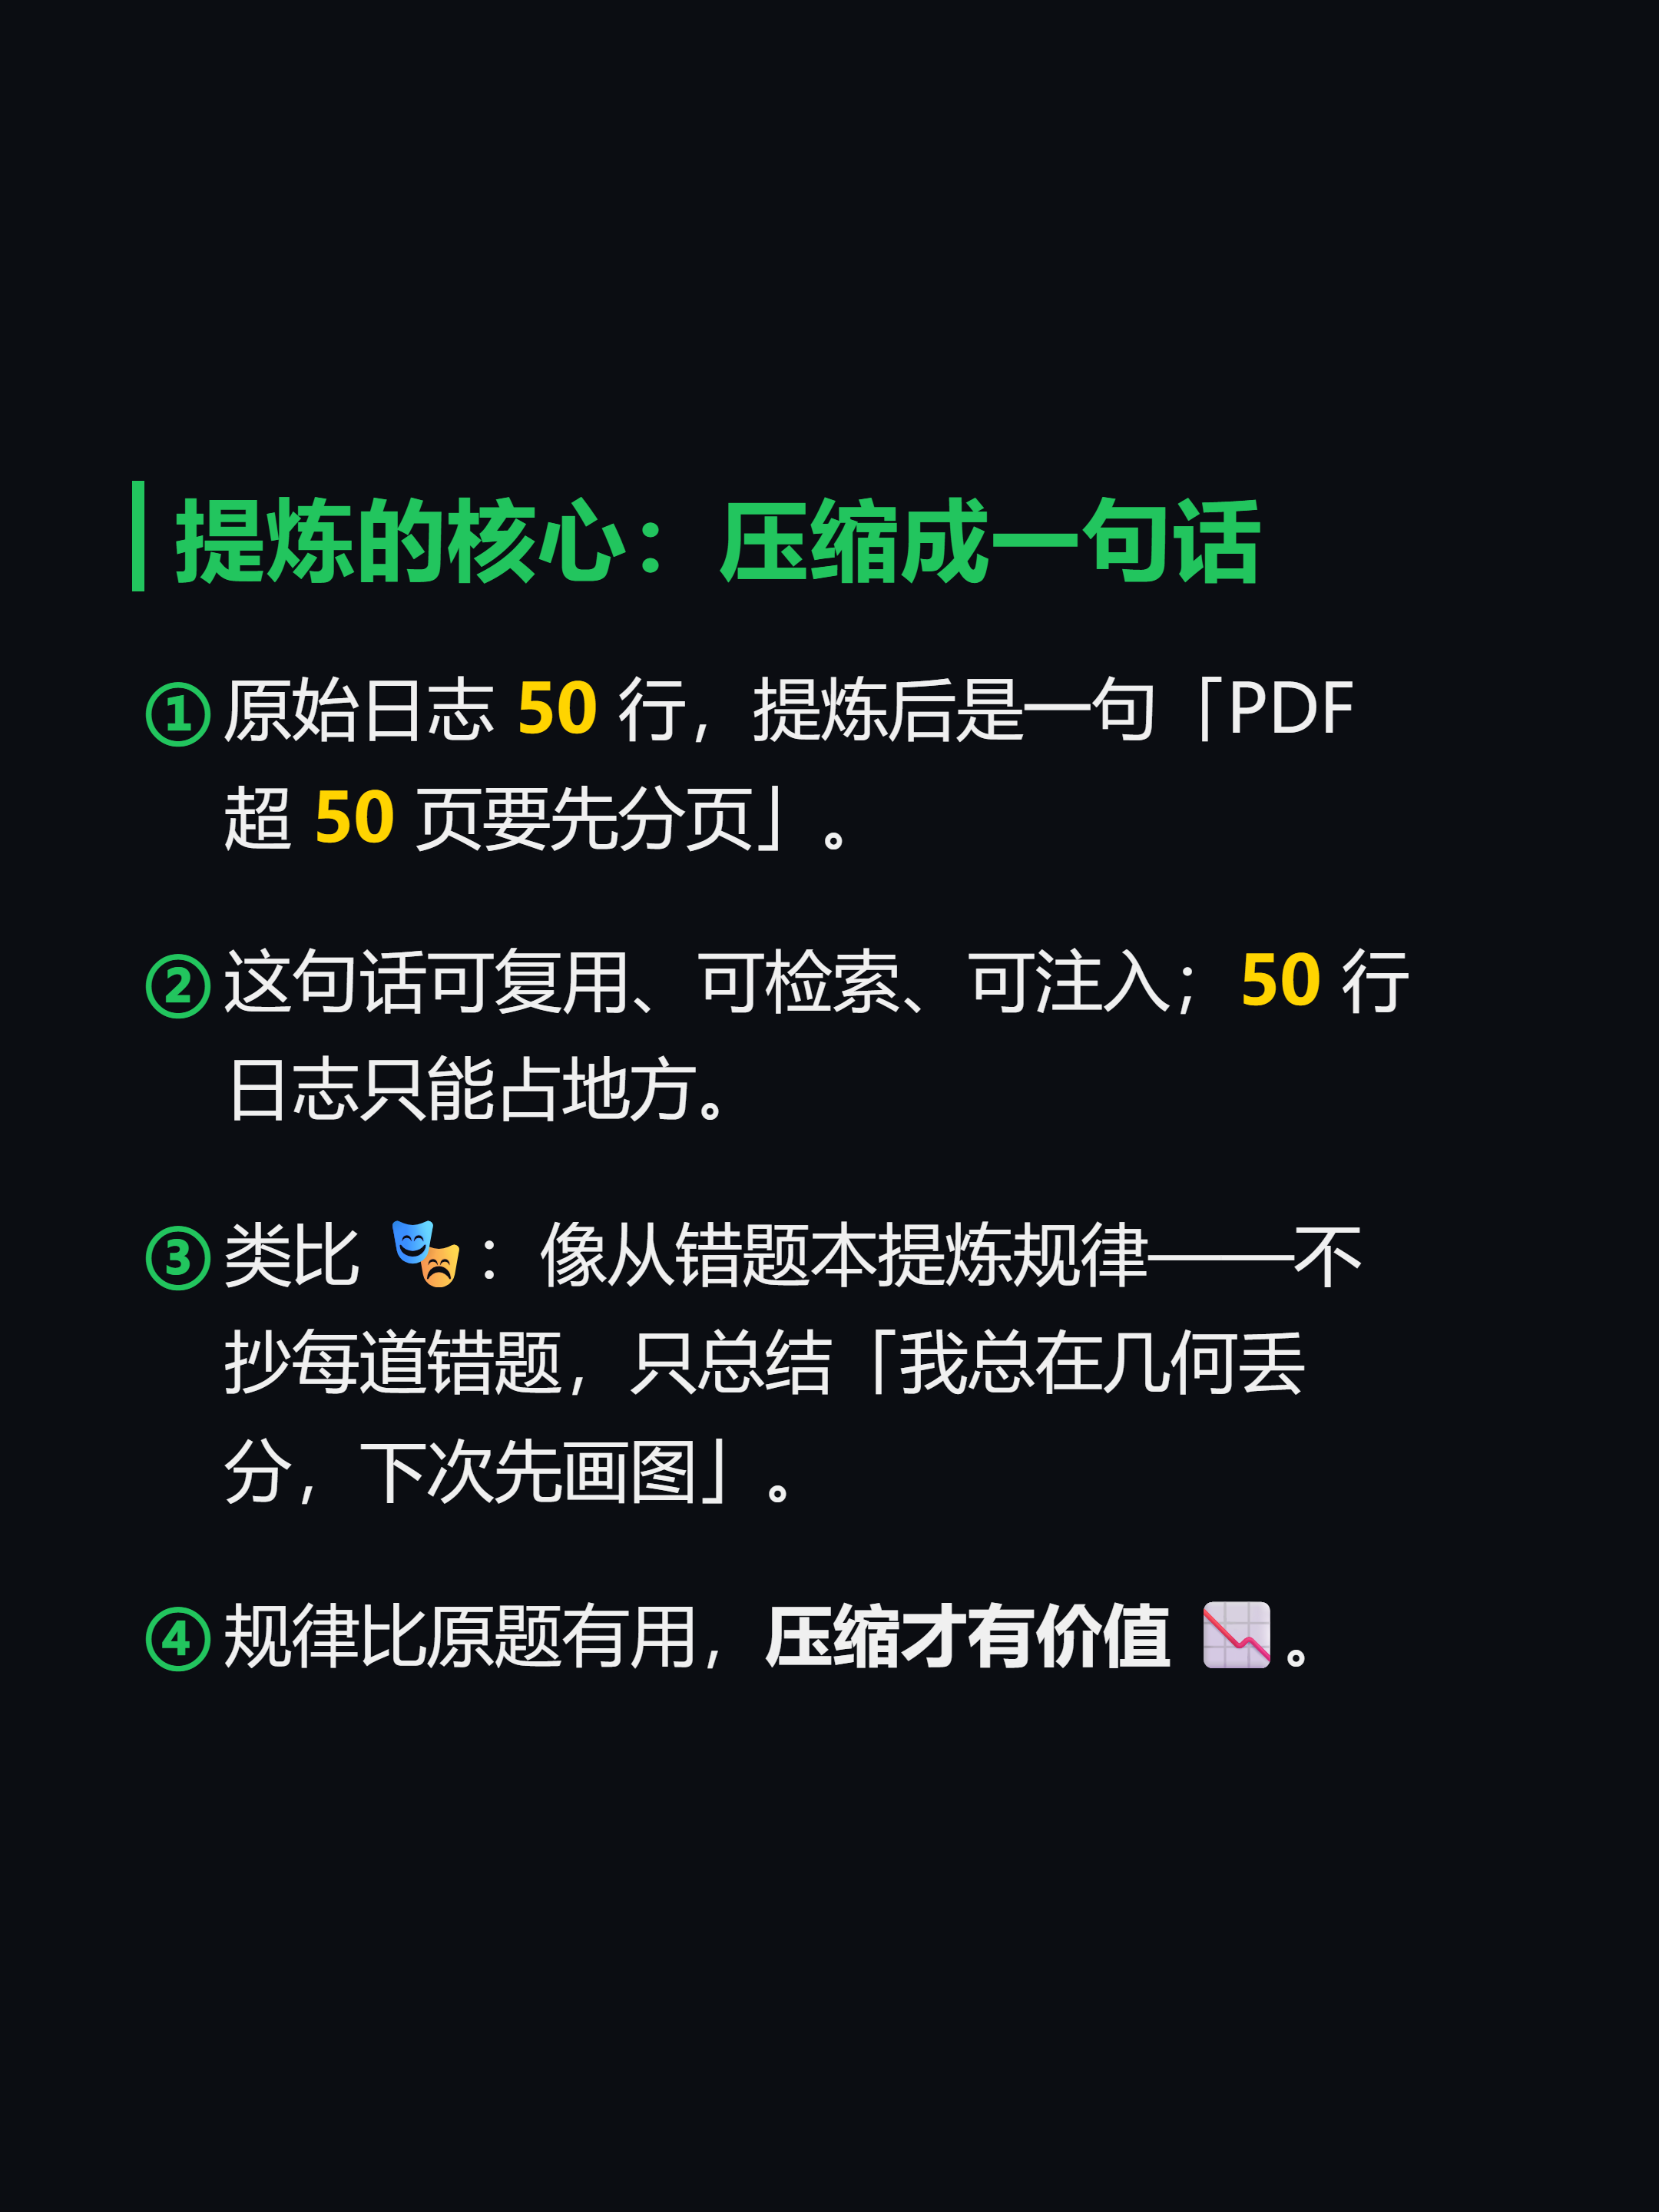 提炼的核心：压缩成一句话
① 原始日志 50 行，提炼后是一句「PDF
超 50 页要先分页」。
② 这句话可复用、可检索、可注入；50 行
日志只能占地方。
③ 类比 🎭：像从错题本提炼规律——不
抄每道错题，只总结「我总在几何丢
分，下次先画图」。
④ 规律比原题有用，压缩才有价值 📉。